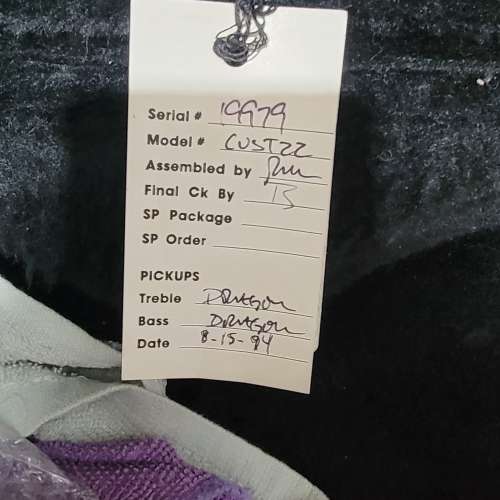 Serial # 19979
Model # CUST22
Assembled by
Final Ck By B
SP Package
SP Order
PICKUPS
Treble DRAGON
Bass DRAGON
Date 8-15-94